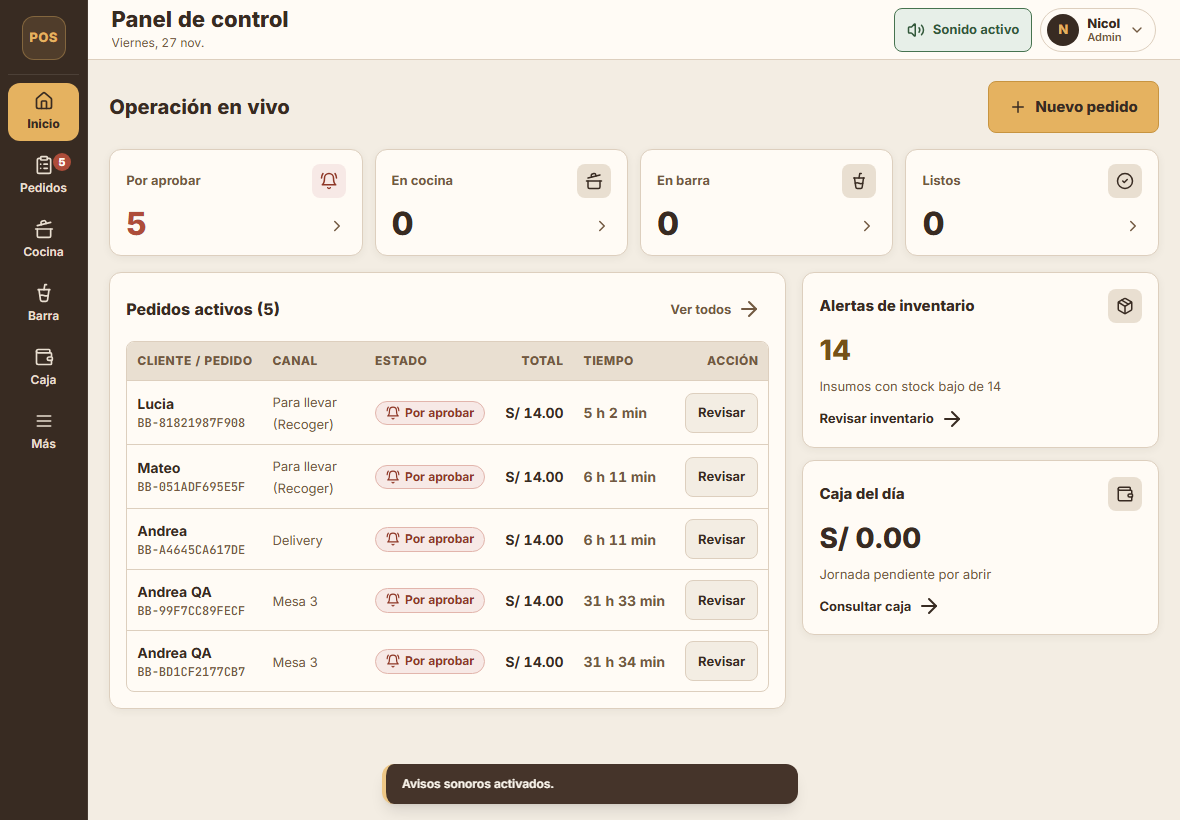 POS
Inicio
5
Pedidos
Cocina
Barra
Caja
Más
Panel de control
Viernes, 27 nov.
Sonido activo
N
Nicol
Admin
Operación en vivo
+ Nuevo pedido
Por aprobar
5
En cocina
0
En barra
0
Listos
0
Pedidos activos (5)
Ver todos
CLIENTE / PEDIDO CANAL ESTADO TOTAL TIEMPO ACCIÓN
Lucia
BB-81821987F908
Para llevar
(Recoger)
Por aprobar
S/ 14.00
5 h 2 min
Revisar
Mateo
BB-051ADF695E5F
Para llevar
(Recoger)
Por aprobar
S/ 14.00
6 h 11 min
Revisar
Andrea
BB-A4645CA617DE
Delivery
Por aprobar
S/ 14.00
6 h 11 min
Revisar
Andrea QA
BB-99F7CC89FECF
Mesa 3
Por aprobar
S/ 14.00
31 h 33 min
Revisar
Andrea QA
BB-BD1CF2177CB7
Mesa 3
Por aprobar
S/ 14.00
31 h 34 min
Revisar
Alertas de inventario
14
Insumos con stock bajo de 14
Revisar inventario
Caja del día
S/ 0.00
Jornada pendiente por abrir
Consultar caja
Avisos sonoros activados.